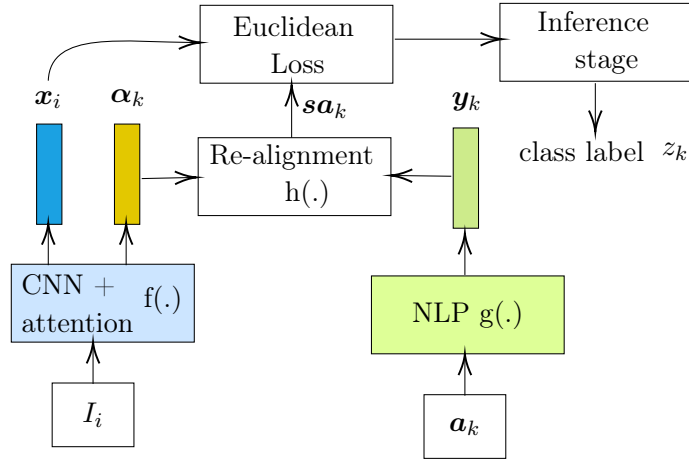 Euclidean
Loss
Inference
stage
x_i
α_k
sa_k
y_k
Re-alignment
h(.)
class label z_k
CNN +
attention
f(.)
NLP g(.)
I_i
a_k